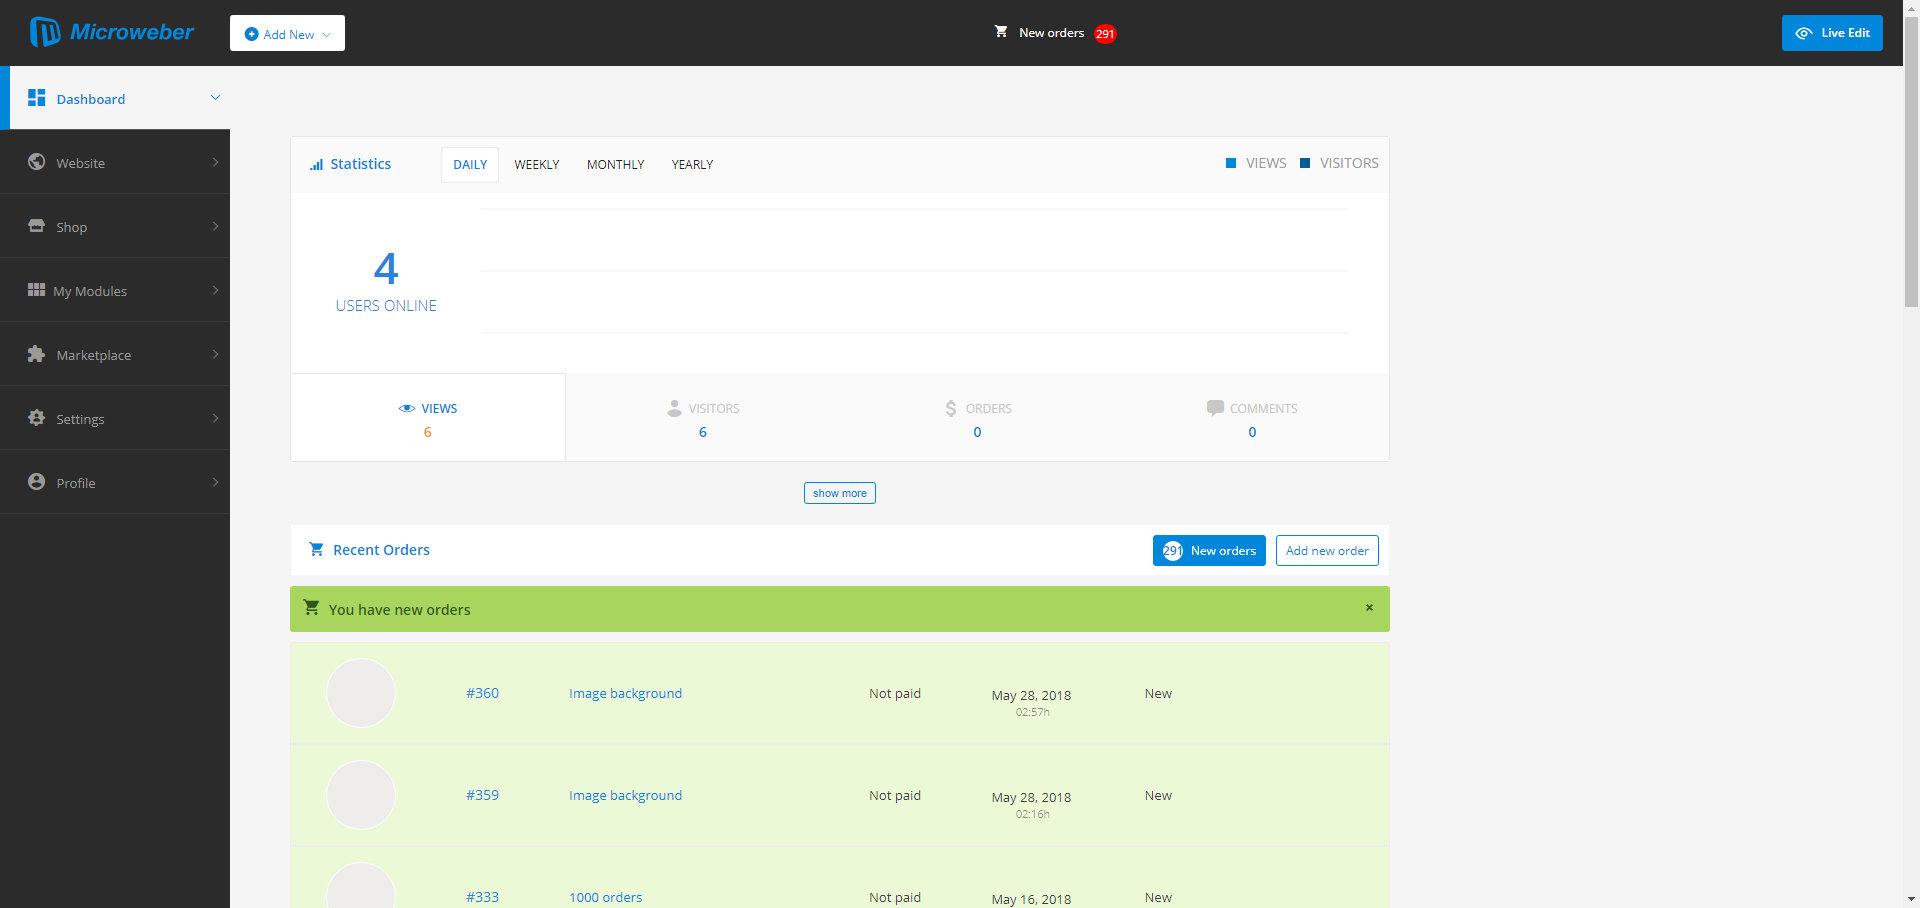 Microweber
Add New
New orders 291
Live Edit
Dashboard
Website
Shop
My Modules
Marketplace
Settings
Profile
Statistics
DAILY WEEKLY MONTHLY YEARLY
VIEWS VISITORS
4
USERS ONLINE
VIEWS
6
VISITORS
6
ORDERS
0
COMMENTS
0
show more
Recent Orders
291 New orders
Add new order
You have new orders ×
#360 Image background Not paid May 28, 2018 New
02:57h
#359 Image background Not paid May 28, 2018 New
02:16h
#333 1000 orders Not paid May 16, 2018 New